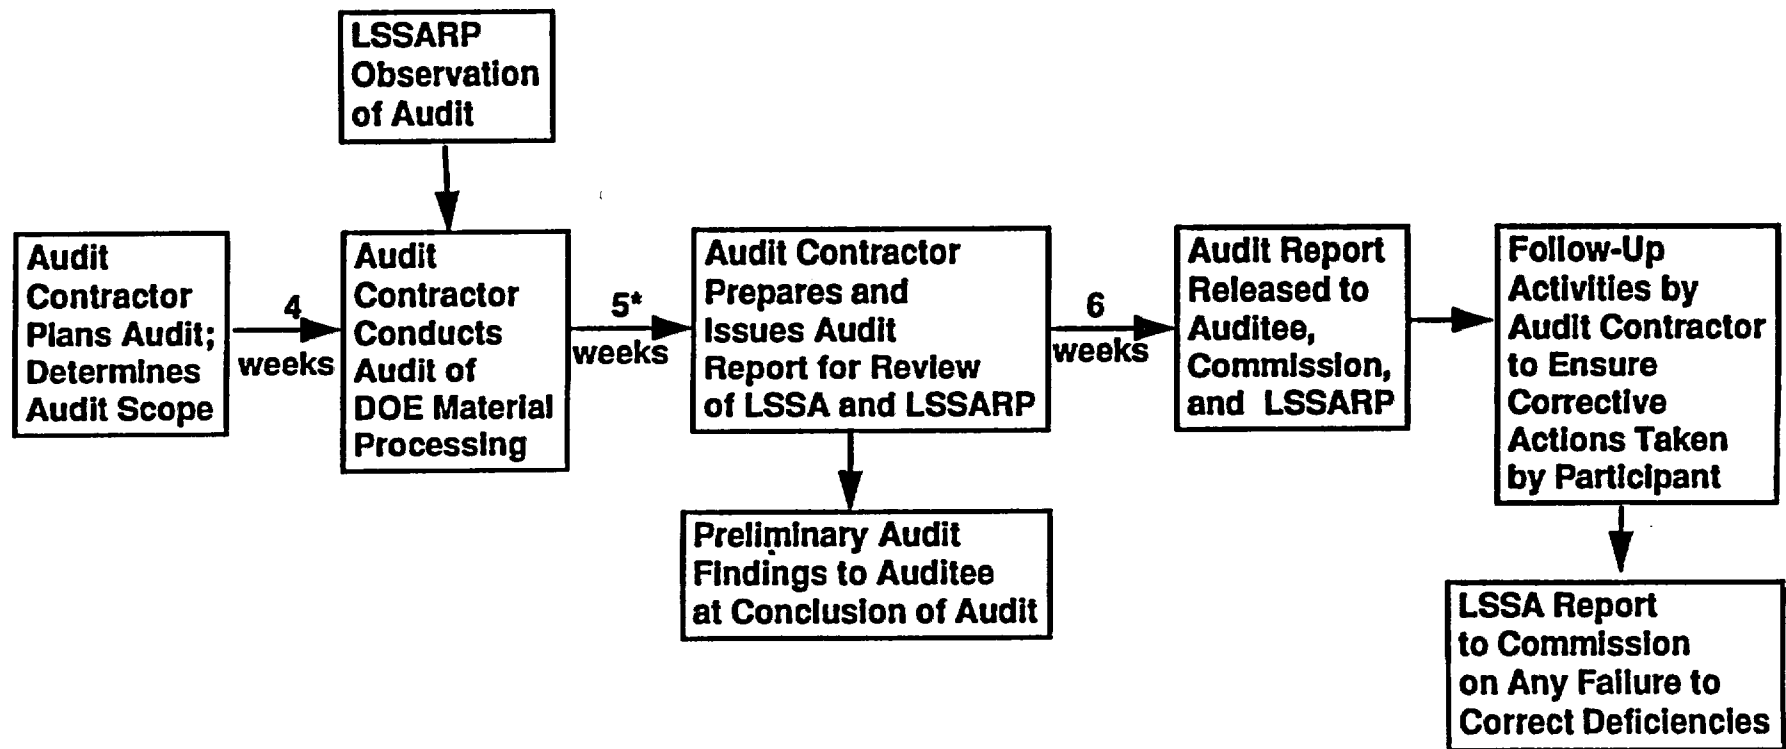 LSSARP
Observation
of Audit
Audit
Contractor
Plans Audit;
Determines
Audit Scope
4
weeks
Audit
Contractor
Conducts
Audit of
DOE Material
Processing
5*
weeks
Audit Contractor
Prepares and
Issues Audit
Report for Review
of LSSA and LSSARP
6
weeks
Audit Report
Released to
Auditee,
Commission,
and LSSARP
Follow-Up
Activities by
Audit Contractor
to Ensure
Corrective
Actions Taken
by Participant
Preliminary Audit
Findings to Auditee
at Conclusion of Audit
LSSA Report
to Commission
on Any Failure to
Correct Deficiencies